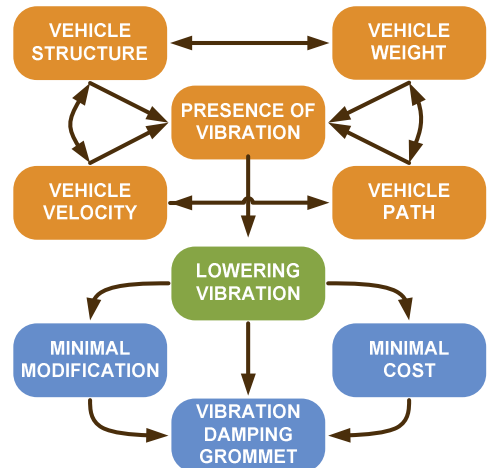 VEHICLE
STRUCTURE
VEHICLE
WEIGHT
PRESENCE OF
VIBRATION
VEHICLE
VELOCITY
VEHICLE
PATH
LOWERING
VIBRATION
MINIMAL
MODIFICATION
MINIMAL
COST
VIBRATION
DAMPING
GROMMET